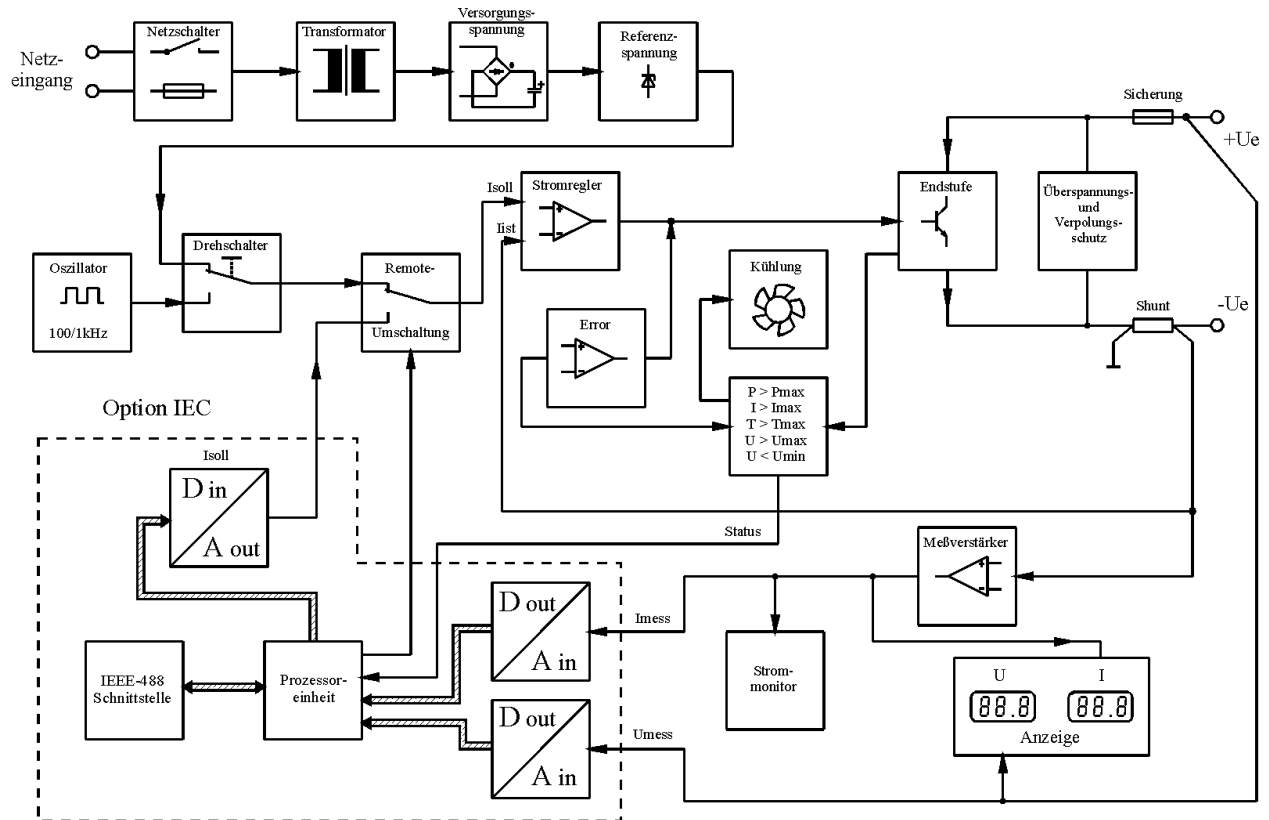 Netz-
eingang
Netzschalter
Transformator
Versorgungs-
spannung
Referenz-
spannung
Sicherung
+Ue
Oszillator
100/1kHz
Drehschalter
Remote-
Umschaltung
Isoll
Iist
Stromregler
Error
Kühlung
Endstufe
Überspannungs-
und
Verpolungs-
schutz
-Ue
Shunt
P > Pmax
I > Imax
T > Tmax
U > Umax
U < Umin
Option IEC
Isoll
D in
A out
Status
Meßverstärker
D out
A in
Imess
Strom-
monitor
U
I
88.8
88.8
Anzeige
IEEE-488
Schnittstelle
Prozessor-
einheit
D out
A in
Umess